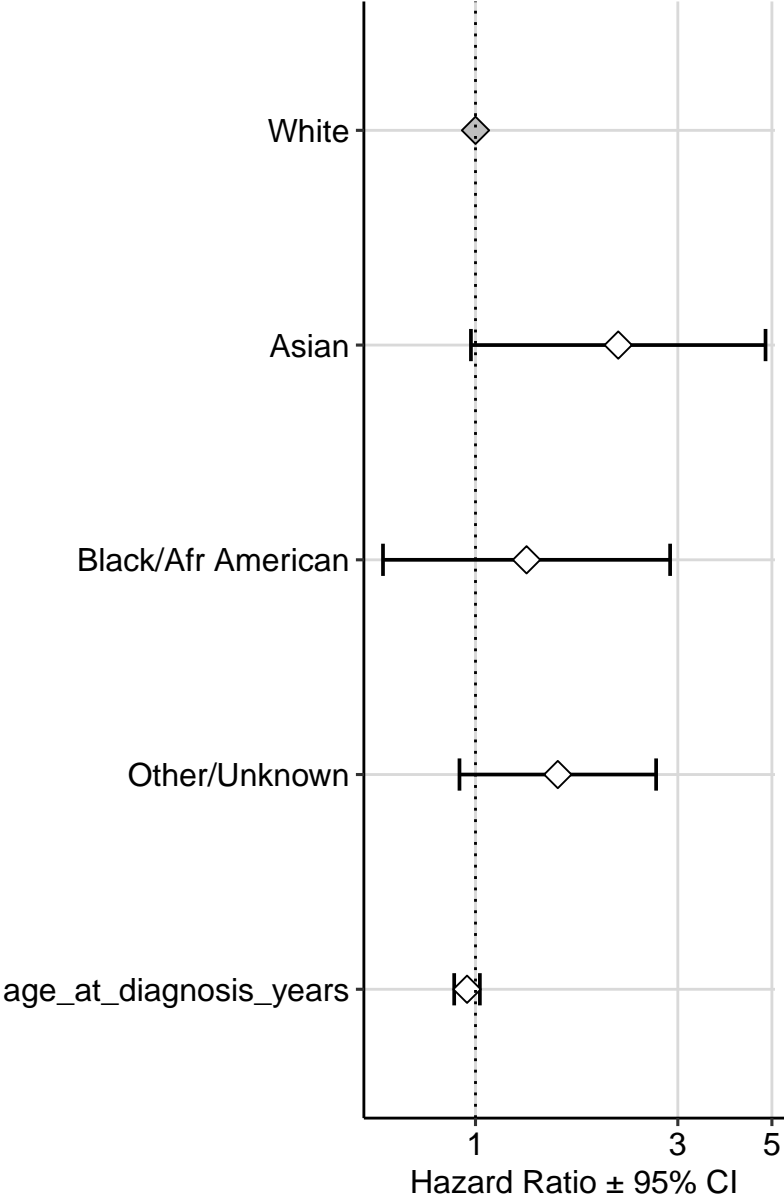 White
Asian
Black/Afr American
Other/Unknown
age_at_diagnosis_years
1 3 5
Hazard Ratio ± 95% CI